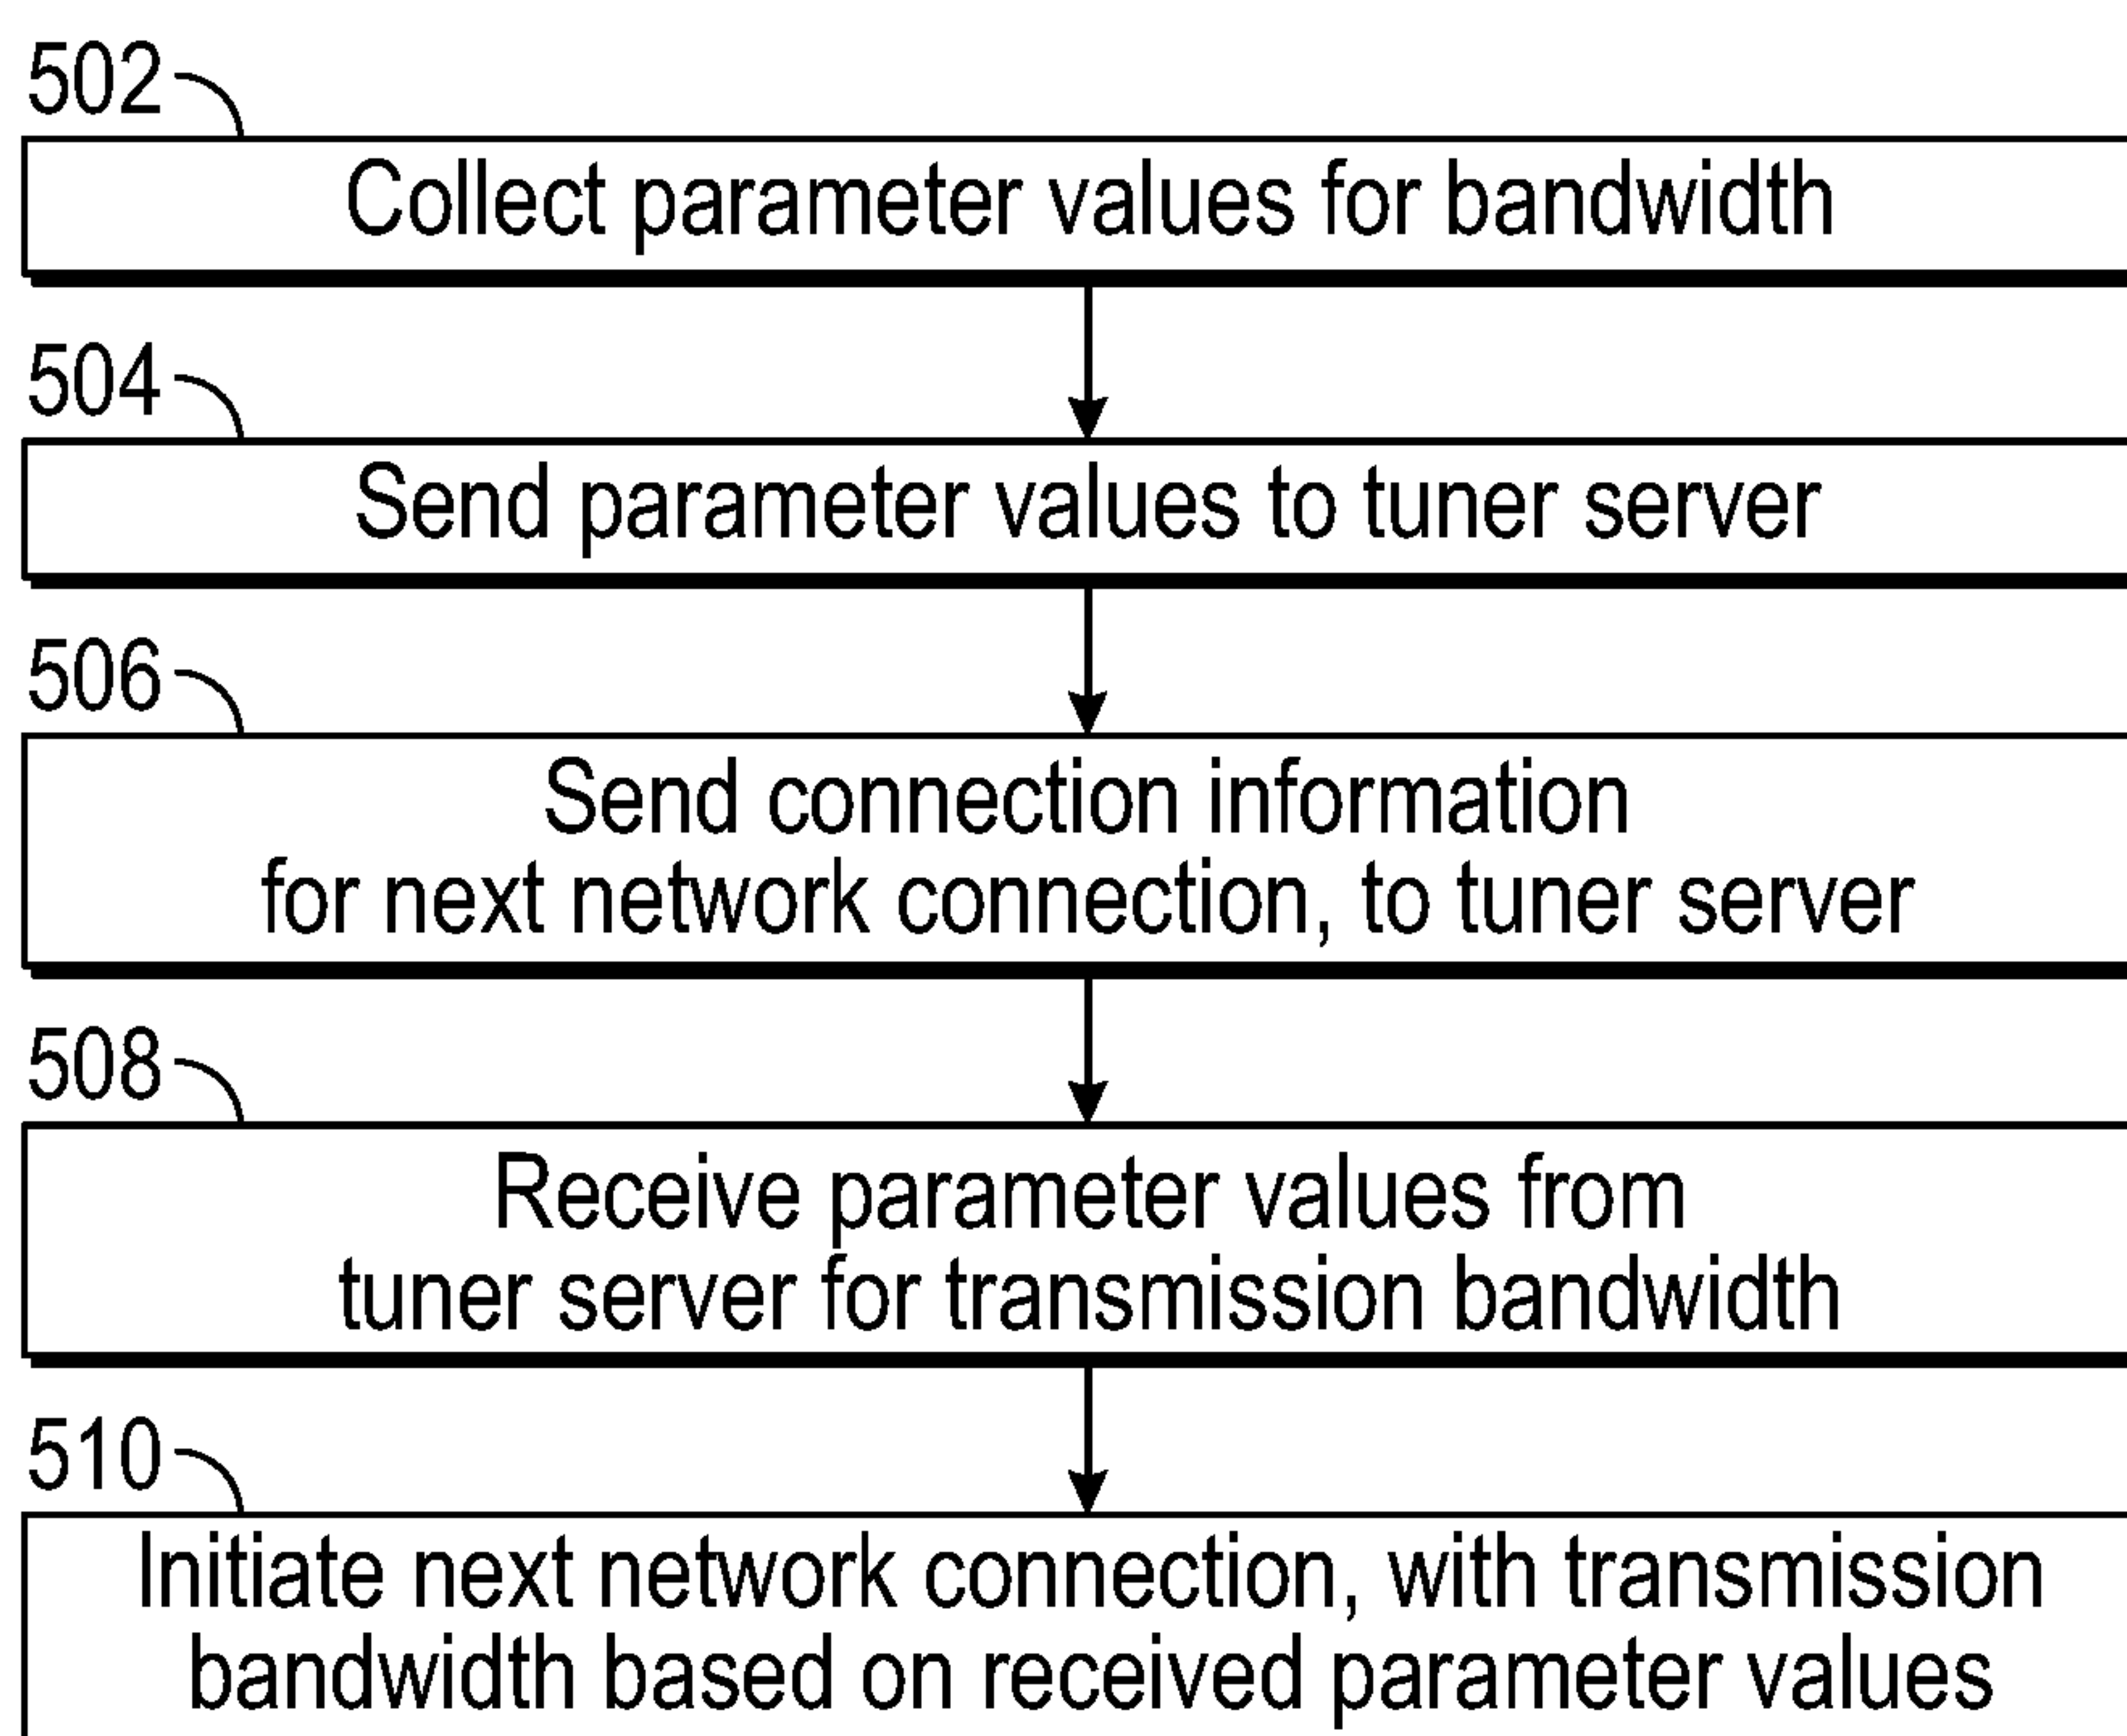 502
Collect parameter values for bandwidth
504
Send parameter values to tuner server
506
Send connection information
for next network connection, to tuner server
508
Receive parameter values from
tuner server for transmission bandwidth
510
Initiate next network connection, with transmission
bandwidth based on received parameter values